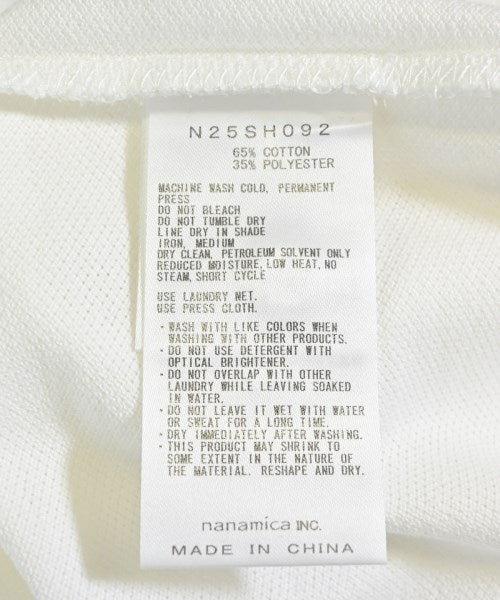 N25SH092
65% COTTON
35% POLYESTER
MACHINE WASH COLD, PERMANENT
PRESS
DO NOT BLEACH
DO NOT TUMBLE DRY
LINE DRY IN SHADE
IRON, MEDIUM
DRY CLEAN, PETROLEUM SOLVENT ONLY
REDUCED MOISTURE, LOW HEAT, NO
STEAM, SHORT CYCLE
USE LAUNDRY NET.
USE PRESS CLOTH.
・WASH WITH LIKE COLORS WHEN
WASHING WITH OTHER PRODUCTS.
・DO NOT USE DETERGENT WITH
OPTICAL BRIGHTENER.
・DO NOT OVERLAP WITH OTHER
LAUNDRY WHILE LEAVING SOAKED
IN WATER.
・DO NOT LEAVE IT WET WITH WATER
OR SWEAT FOR A LONG TIME.
・DRY IMMEDIATELY AFTER WASHING.
・THIS PRODUCT MAY SHRINK TO
SOME EXTENT IN THE NATURE OF
THE MATERIAL. RESHAPE AND DRY.
nanamica INC.
MADE IN CHINA